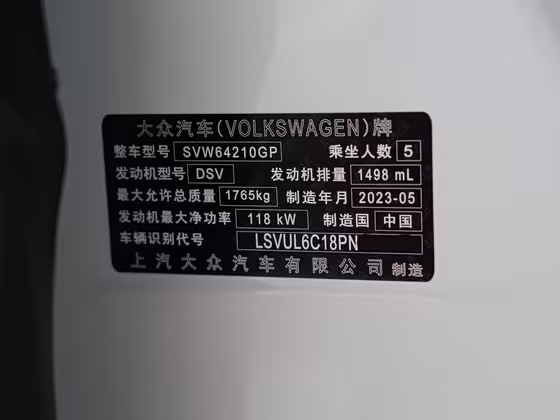 大众汽车(VOLKSWAGEN)牌
整车型号 SVW64210GP 乘坐人数 5
发动机型号 DSV 发动机排量 1498 mL
最大允许总质量 1765kg 制造年月 2023-05
发动机最大净功率 118 kW 制造国 中国
车辆识别代号 LSVUL6C18PN
上汽大众汽车有限公司 制造